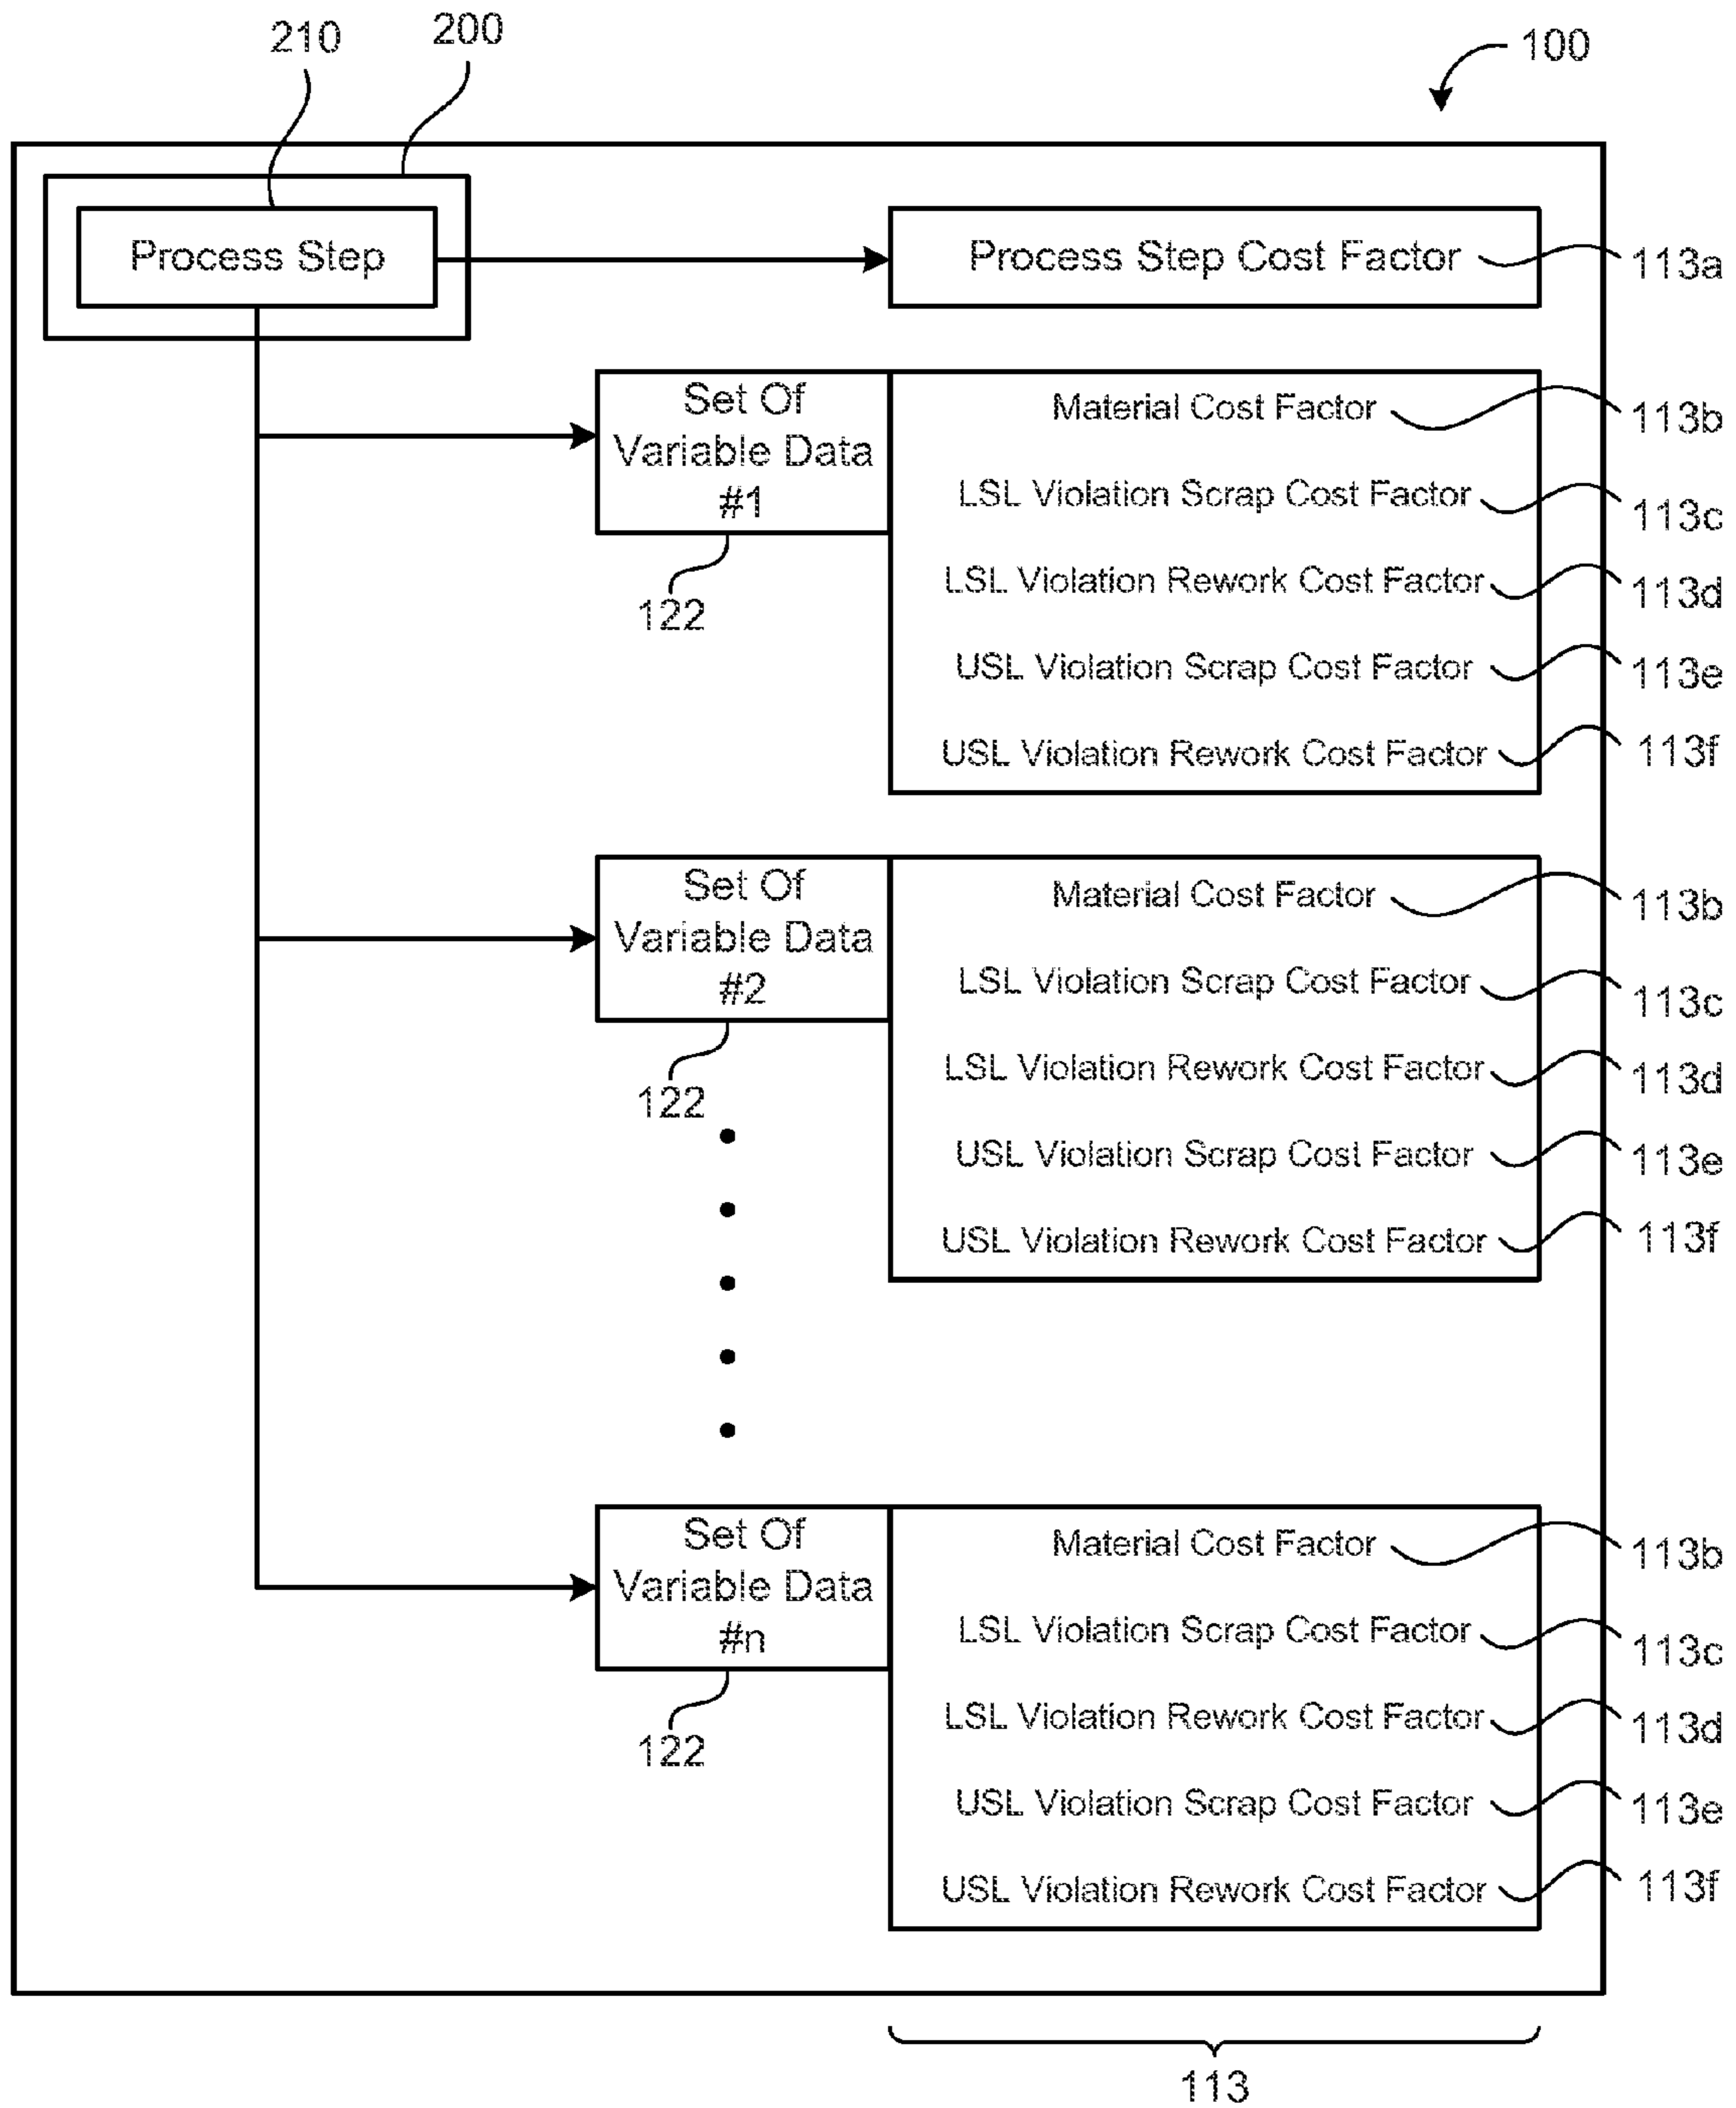 210
200
100
Process Step
Process Step Cost Factor
113a
Set Of
Variable Data
#1
122
Material Cost Factor
113b
LSL Violation Scrap Cost Factor
113c
LSL Violation Rework Cost Factor
113d
USL Violation Scrap Cost Factor
113e
USL Violation Rework Cost Factor
113f
Set Of
Variable Data
#2
122
Material Cost Factor
113b
LSL Violation Scrap Cost Factor
113c
LSL Violation Rework Cost Factor
113d
USL Violation Scrap Cost Factor
113e
USL Violation Rework Cost Factor
113f
Set Of
Variable Data
#n
122
Material Cost Factor
113b
LSL Violation Scrap Cost Factor
113c
LSL Violation Rework Cost Factor
113d
USL Violation Scrap Cost Factor
113e
USL Violation Rework Cost Factor
113f
113